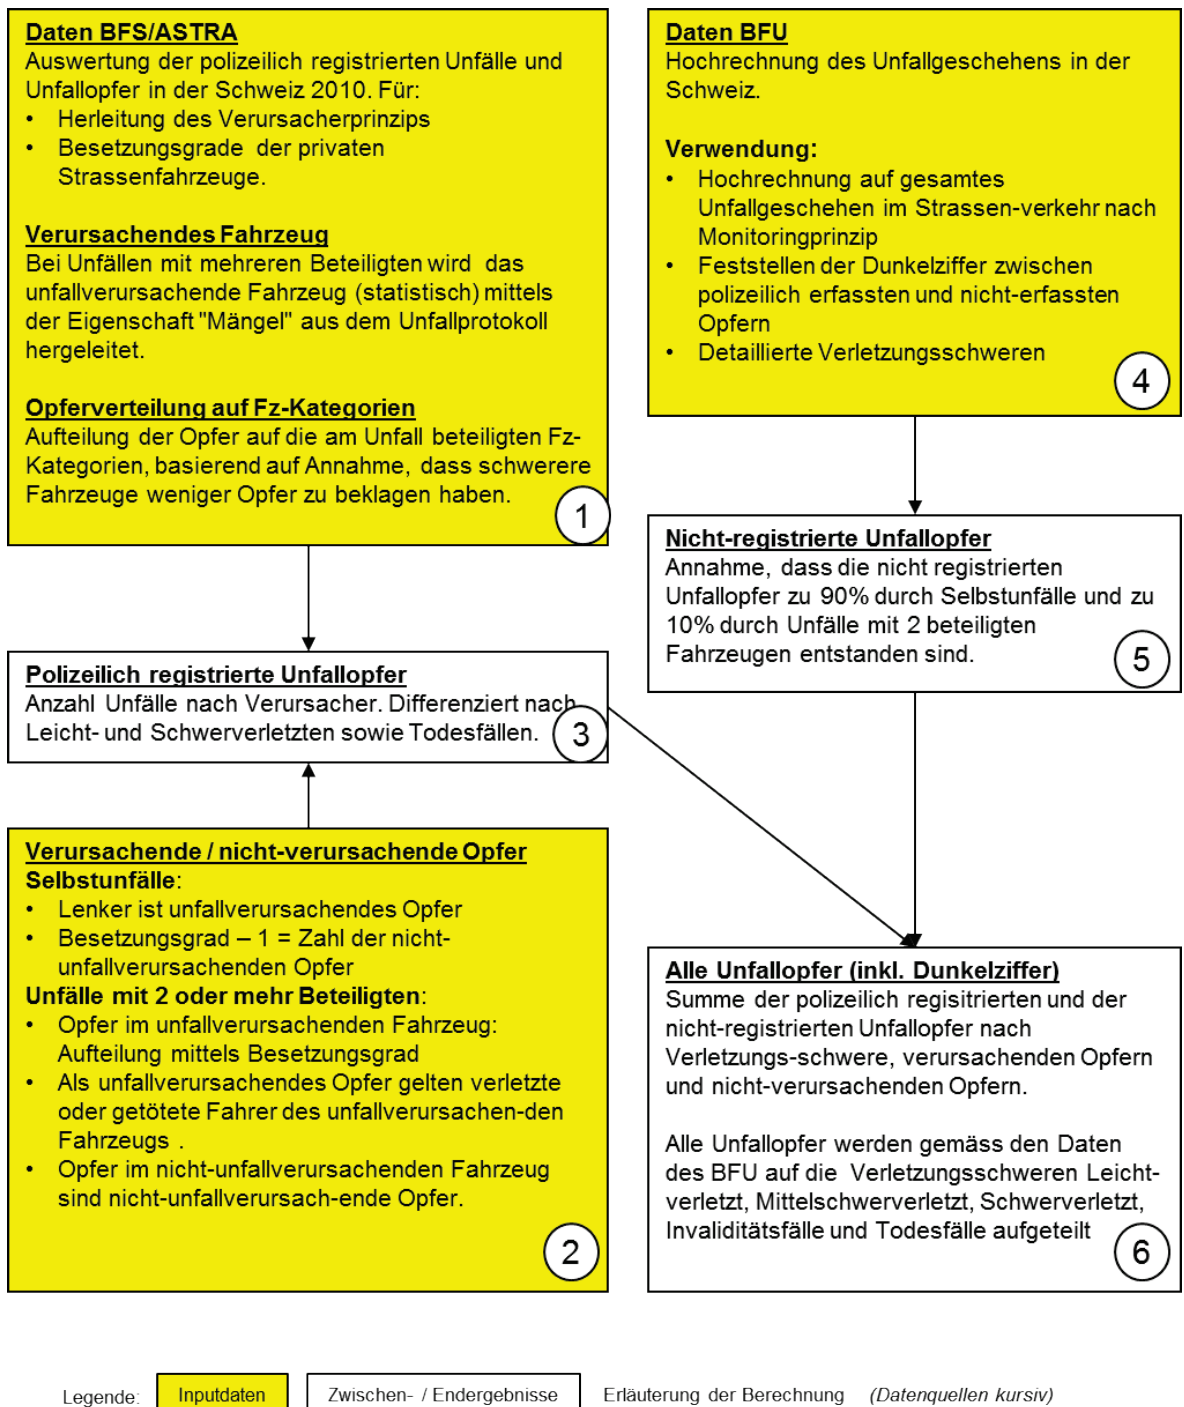 Daten BFS/ASTRA
Auswertung der polizeilich registrierten Unfälle und
Unfallopfer in der Schweiz 2010. Für:
• Herleitung des Verursacherprinzips
• Besetzungsgrade der privaten
Strassenfahrzeuge.
Verursachendes Fahrzeug
Bei Unfällen mit mehreren Beteiligten wird das
unfallverursachende Fahrzeug (statistisch) mittels
der Eigenschaft "Mängel" aus dem Unfallprotokoll
hergeleitet.
Opferverteilung auf Fz-Kategorien
Aufteilung der Opfer auf die am Unfall beteiligten Fz-
Kategorien, basierend auf Annahme, dass schwerere
Fahrzeuge weniger Opfer zu beklagen haben.
1
Polizeilich registrierte Unfallopfer
Anzahl Unfälle nach Verursacher. Differenziert nach
Leicht- und Schwerverletzten sowie Todesfällen.
3
Verursachende / nicht-verursachende Opfer
Selbstunfälle:
• Lenker ist unfallverursachendes Opfer
• Besetzungsgrad – 1 = Zahl der nicht-
unfallverursachenden Opfer
Unfälle mit 2 oder mehr Beteiligten:
• Opfer im unfallverursachenden Fahrzeug:
Aufteilung mittels Besetzungsgrad
• Als unfallverursachendes Opfer gelten verletzte
oder getötete Fahrer des unfallverursachen-den
Fahrzeugs .
• Opfer im nicht-unfallverursachenden Fahrzeug
sind nicht-unfallverursach-ende Opfer.
2
Daten BFU
Hochrechnung des Unfallgeschehens in der
Schweiz.
Verwendung:
• Hochrechnung auf gesamtes
Unfallgeschehen im Strassen-verkehr nach
Monitoringprinzip
• Feststellen der Dunkelziffer zwischen
polizeilich erfassten und nicht-erfassten
Opfern
• Detaillierte Verletzungsschweren
4
Nicht-registrierte Unfallopfer
Annahme, dass die nicht registrierten
Unfallopfer zu 90% durch Selbstunfälle und zu
10% durch Unfälle mit 2 beteiligten
Fahrzeugen entstanden sind.
5
Alle Unfallopfer (inkl. Dunkelziffer)
Summe der polizeilich regisitrierten und der
nicht-registrierten Unfallopfer nach
Verletzungs-schwere, verursachenden Opfern
und nicht-verursachenden Opfern.
Alle Unfallopfer werden gemäss den Daten
des BFU auf die Verletzungsschweren Leicht-
verletzt, Mittelschwerverletzt, Schwerverletzt,
Invaliditätsfälle und Todesfälle aufgeteilt
6
Legende: Inputdaten Zwischen- / Endergebnisse Erläuterung der Berechnung (Datenquellen kursiv)